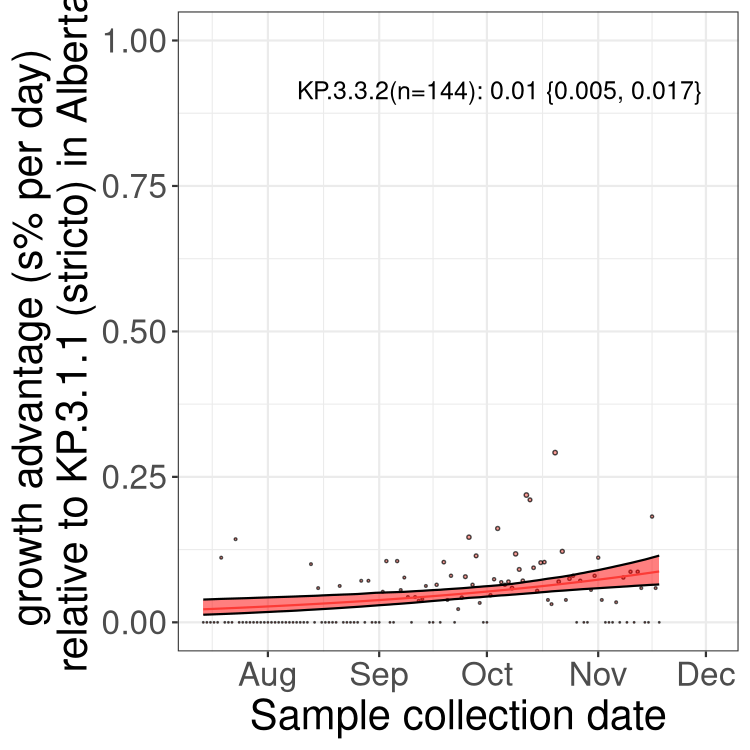 growth advantage (s% per day)
relative to KP.3.1.1 (stricto) in Alberta
1.00
0.75
0.50
0.25
0.00
KP.3.3.2(n=144): 0.01 {0.005, 0.017}
Aug Sep Oct Nov Dec
Sample collection date